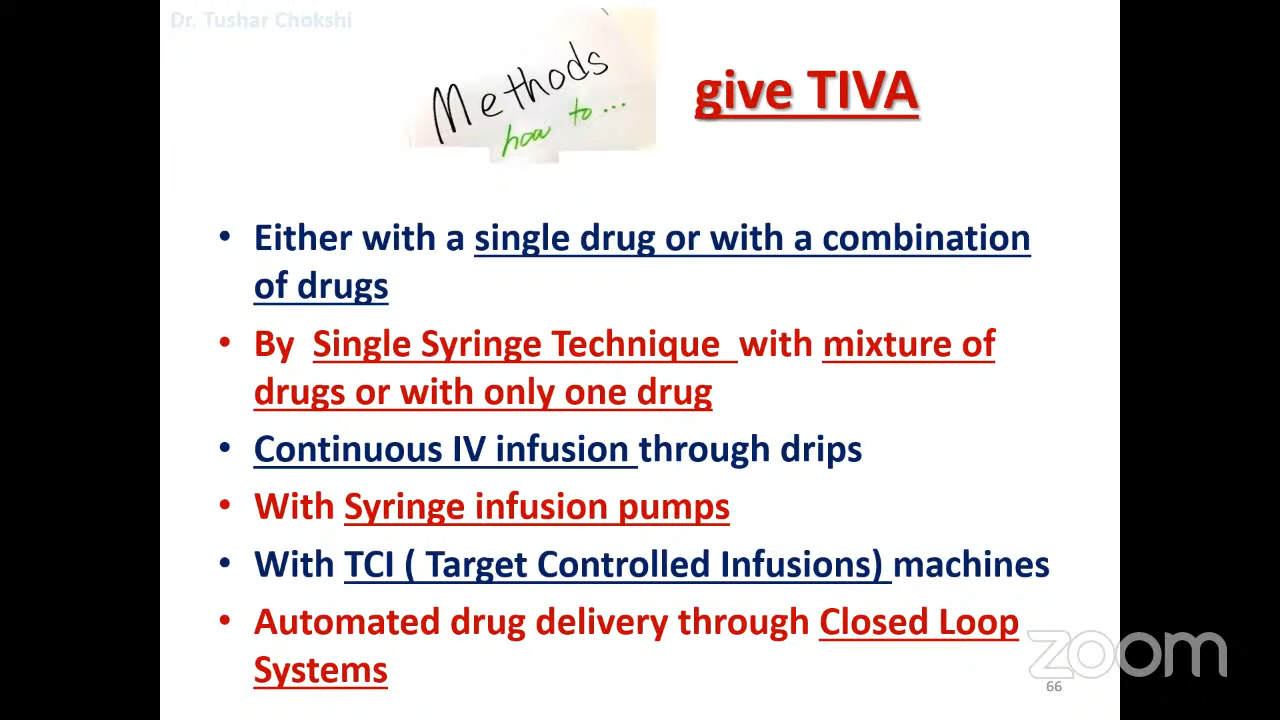 Dr. Tushar Chokshi
Methods
how to...
give TIVA
• Either with a single drug or with a combination
of drugs
• By Single Syringe Technique with mixture of
drugs or with only one drug
• Continuous IV infusion through drips
• With Syringe infusion pumps
• With TCI ( Target Controlled Infusions) machines
• Automated drug delivery through Closed Loop
Systems
zoom
66